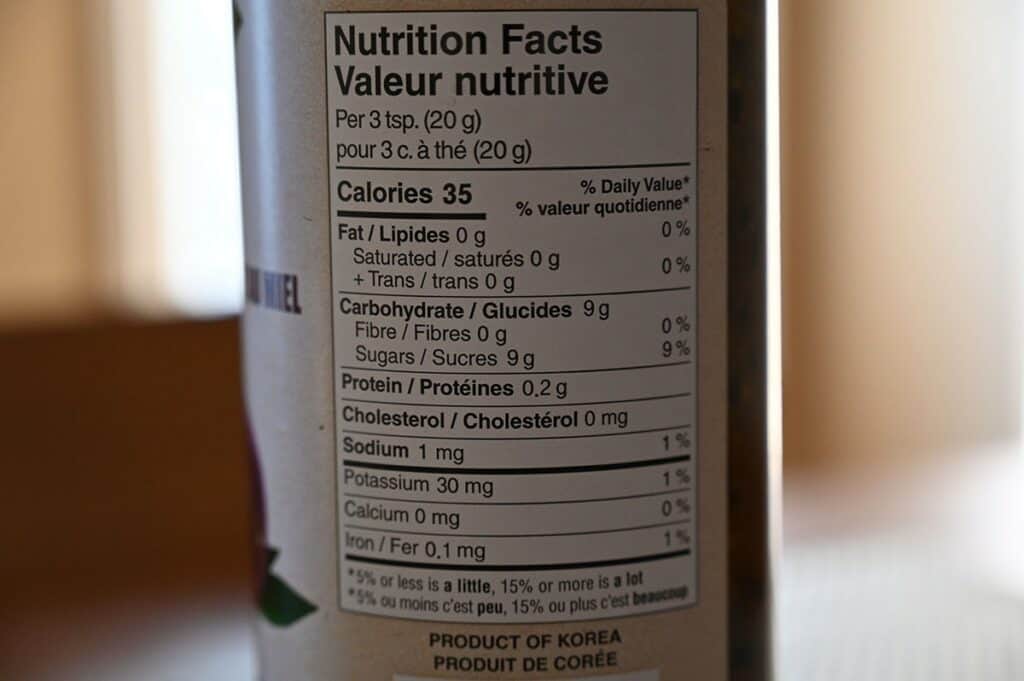 Nutrition Facts
Valeur nutritive
Per 3 tsp. (20 g)
pour 3 c. à thé (20 g)
Calories 35
% Daily Value*
% valeur quotidienne*
Fat / Lipides 0 g 0 %
Saturated / saturés 0 g
+ Trans / trans 0 g 0 %
Carbohydrate / Glucides 9 g
Fibre / Fibres 0 g 0 %
Sugars / Sucres 9 g 9 %
Protein / Protéines 0.2 g
Cholesterol / Cholestérol 0 mg
Sodium 1 mg 1 %
Potassium 30 mg 1 %
Calcium 0 mg 0 %
Iron / Fer 0.1 mg 1 %
*5% or less is a little, 15% or more is a lot
*5% ou moins c'est peu, 15% ou plus c'est beaucoup
PRODUCT OF KOREA
PRODUIT DE CORÉE
MIEL